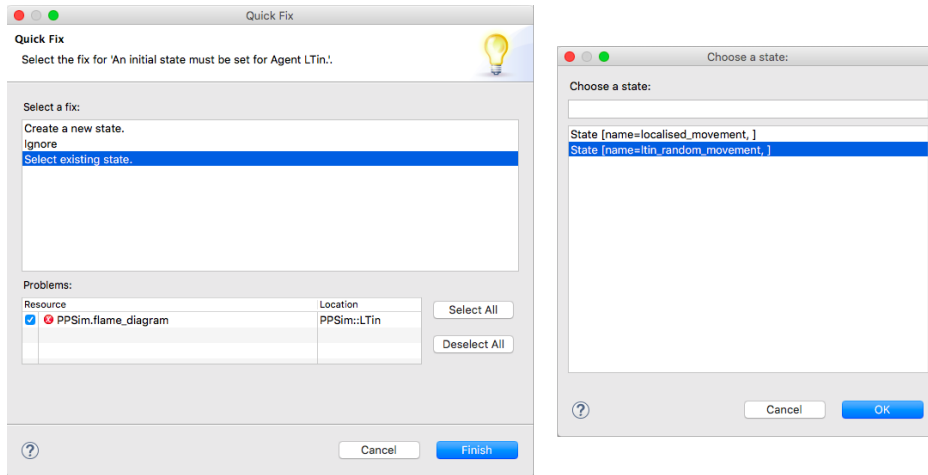 Quick Fix
Quick Fix
Select the fix for 'An initial state must be set for Agent LTin.'.
Select a fix:
Create a new state.
Ignore
Select existing state.
Problems:
Resource Location
PPSim.flame_diagram PPSim::LTin
Select All
Deselect All
? Cancel Finish
Choose a state:
Choose a state:
State [name=localised_movement, ]
State [name=ltin_random_movement, ]
? Cancel OK